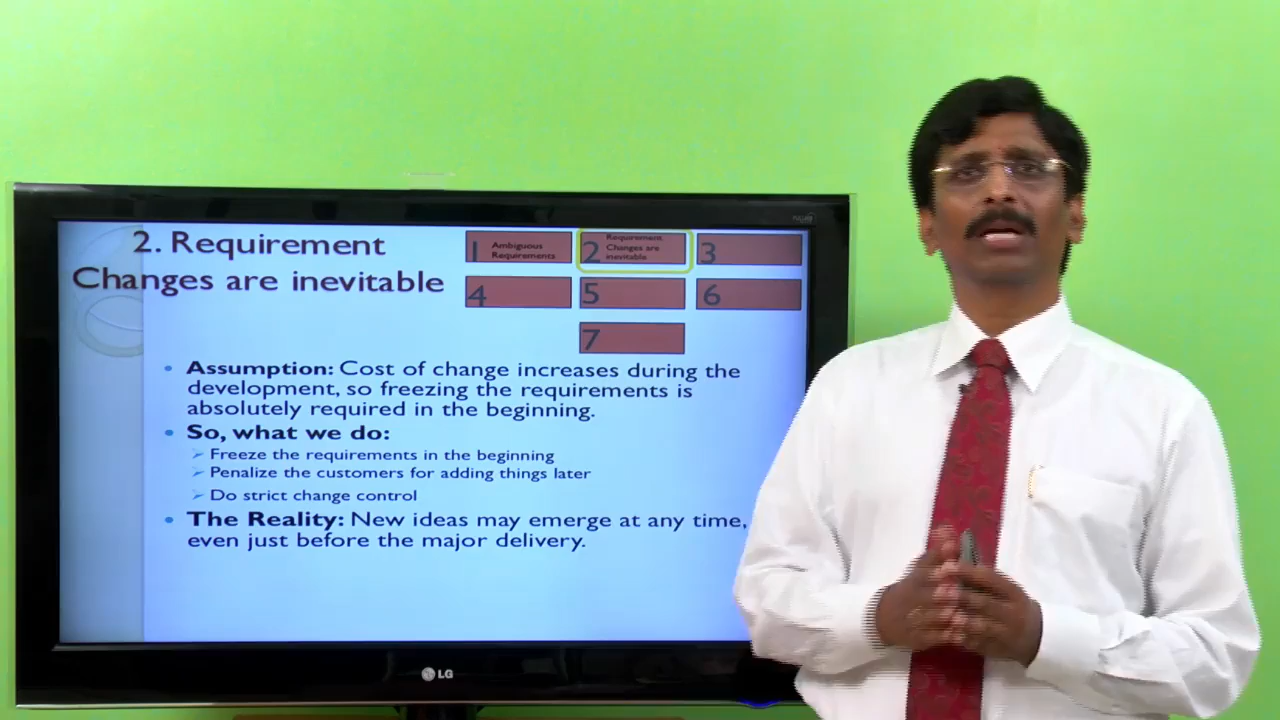 2. Requirement
Changes are inevitable
1 Ambiguous
Requirements
2 Requirement
Changes are
inevitable
3
4
5
6
7
• Assumption: Cost of change increases during the
development, so freezing the requirements is
absolutely required in the beginning.
• So, what we do:
➢ Freeze the requirements in the beginning
➢ Penalize the customers for adding things later
➢ Do strict change control
• The Reality: New ideas may emerge at any time,
even just before the major delivery.
LG